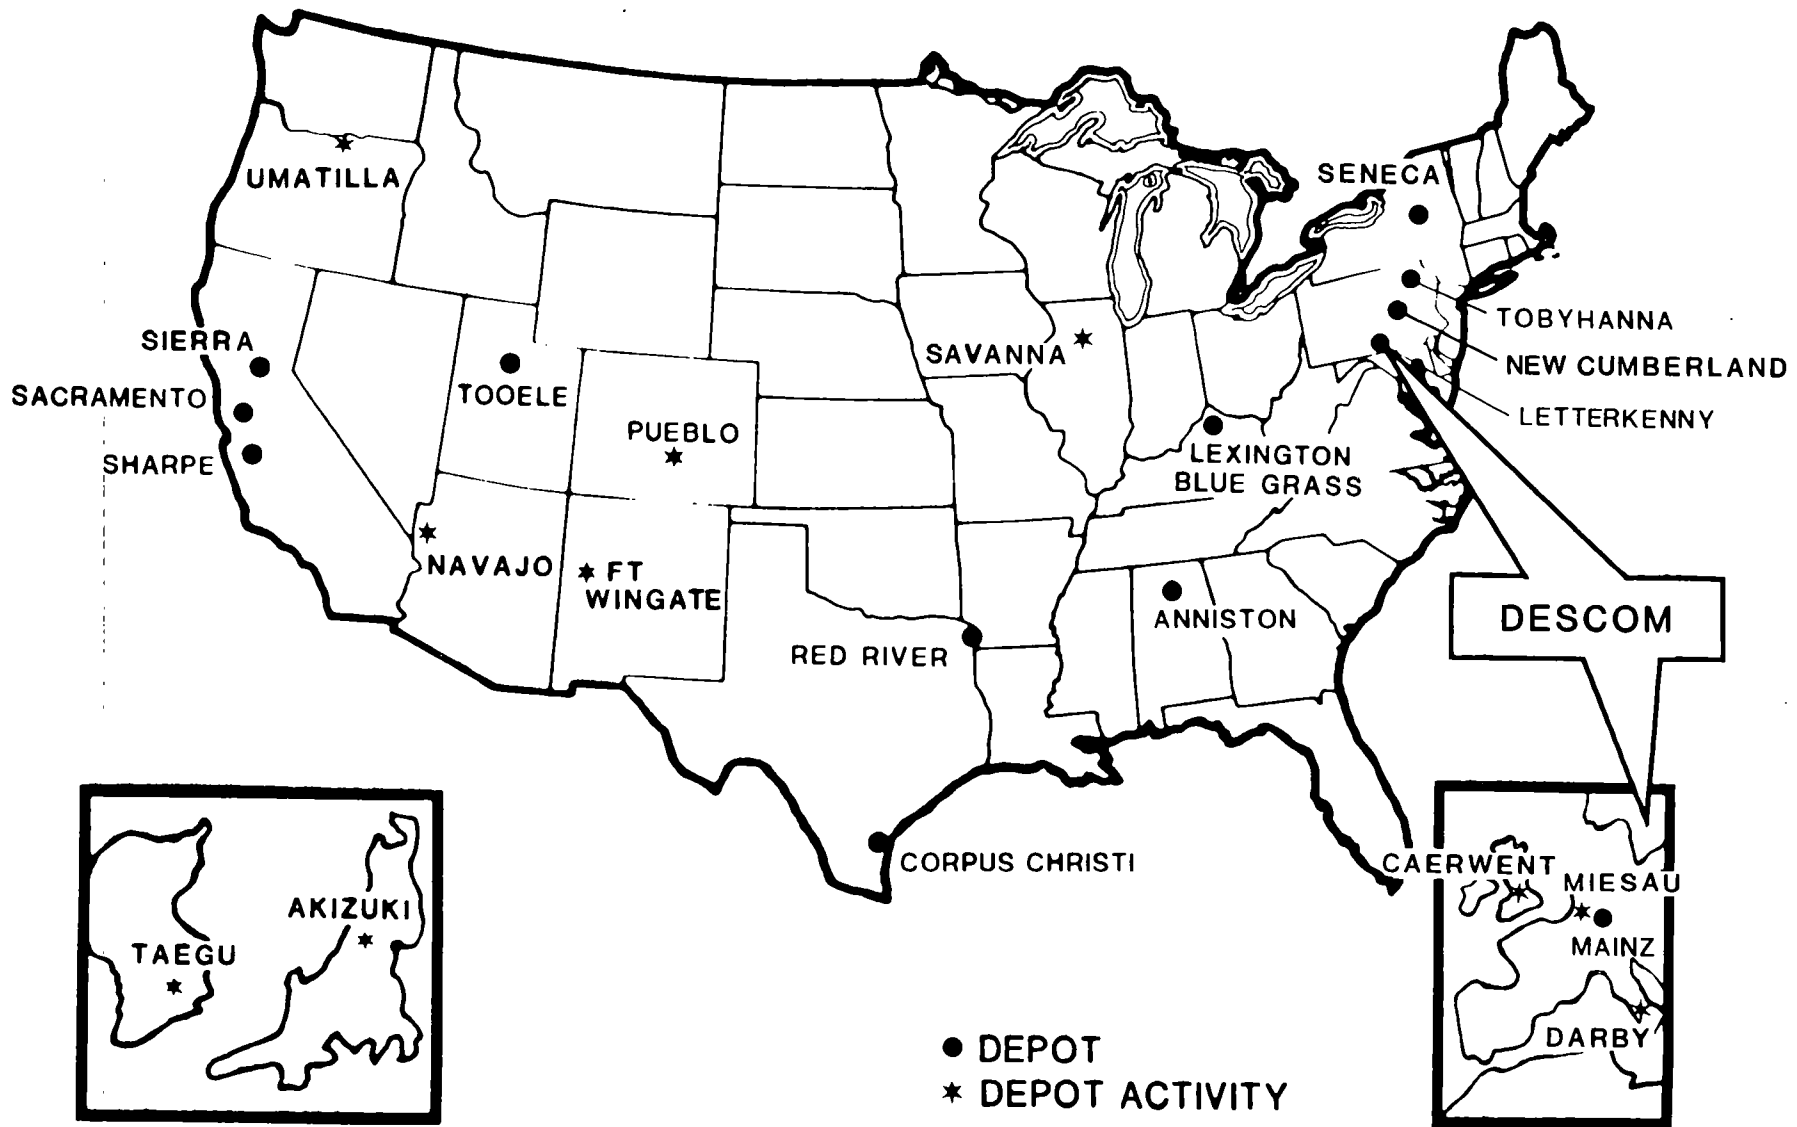 SENECA
UMATILLA
TOBYHANNA
SIERRA
SAVANNA
NEW CUMBERLAND
SACRAMENTO
TOOELE
LETTERKENNY
PUEBLO
SHARPE
LEXINGTON
BLUE GRASS
NAVAJO
FT
WINGATE
ANNISTON
DESCOM
RED RIVER
CORPUS CHRISTI
CAERWENT
MIESAU
AKIZUKI
TAEGU
MAINZ
DARBY
DEPOT
DEPOT ACTIVITY